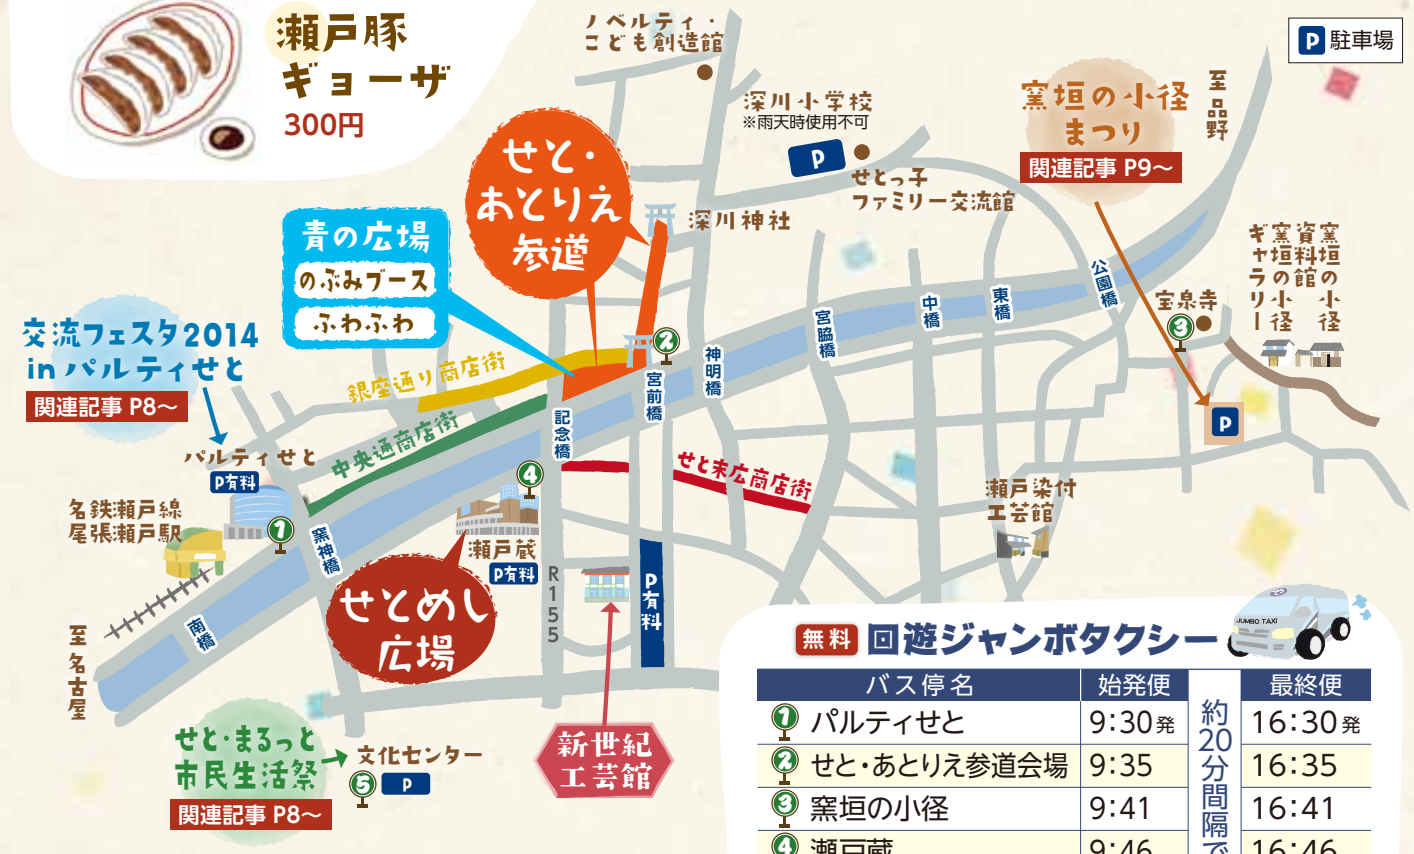 瀬戸豚
ギョーザ
300円
ノベルティ・
こども創造館
P 駐車場
深川小学校
※雨天時使用不可
P
せとっ子
ファミリー交流館
窯垣の小径
まつり
関連記事 P9〜
至品野
せと・
あとりえ
参道
深川神社
青の広場
のぶみブース
ふわふわ
窯垣の小径
資料館
窯垣の小径
ギャラリー
公園橋
宝泉寺
3
東橋
中橋
宮脇橋
神明橋
2
宮前橋
交流フェスタ2014
in パルティせと
関連記事 P8〜
銀座通り商店街
中央通商店街
記念橋
P
パルティせと
P有料
せと末広商店街
4
名鉄瀬戸線
尾張瀬戸駅
1
窯神橋
瀬戸蔵
P有料
瀬戸染付
工芸館
せとめし
広場
R155
P有料
南橋
至名古屋
新世紀
工芸館
せと・まるっと
市民生活祭
関連記事 P8〜
文化センター
5 P
JUMBO TAXI
無料 回遊ジャンボタクシー
バス停名 始発便 最終便
1 パルティせと 9:30発 16:30発
2 せと・あとりえ参道会場 9:35 16:35
3 窯垣の小径 9:41 16:41
4 瀬戸蔵 9:46 16:46
約20分間隔で